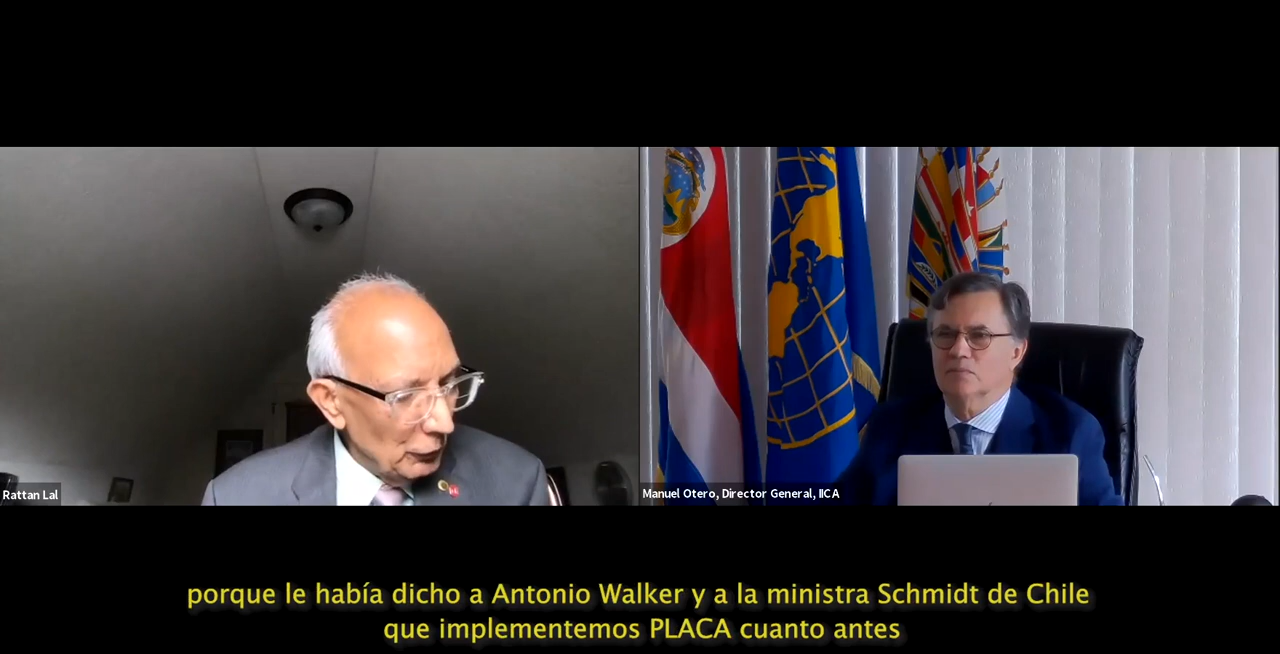 Rattan Lal
Manuel Otero, Director General, IICA
porque le había dicho a Antonio Walker y a la ministra Schmidt de Chile
que implementemos PLACA cuanto antes